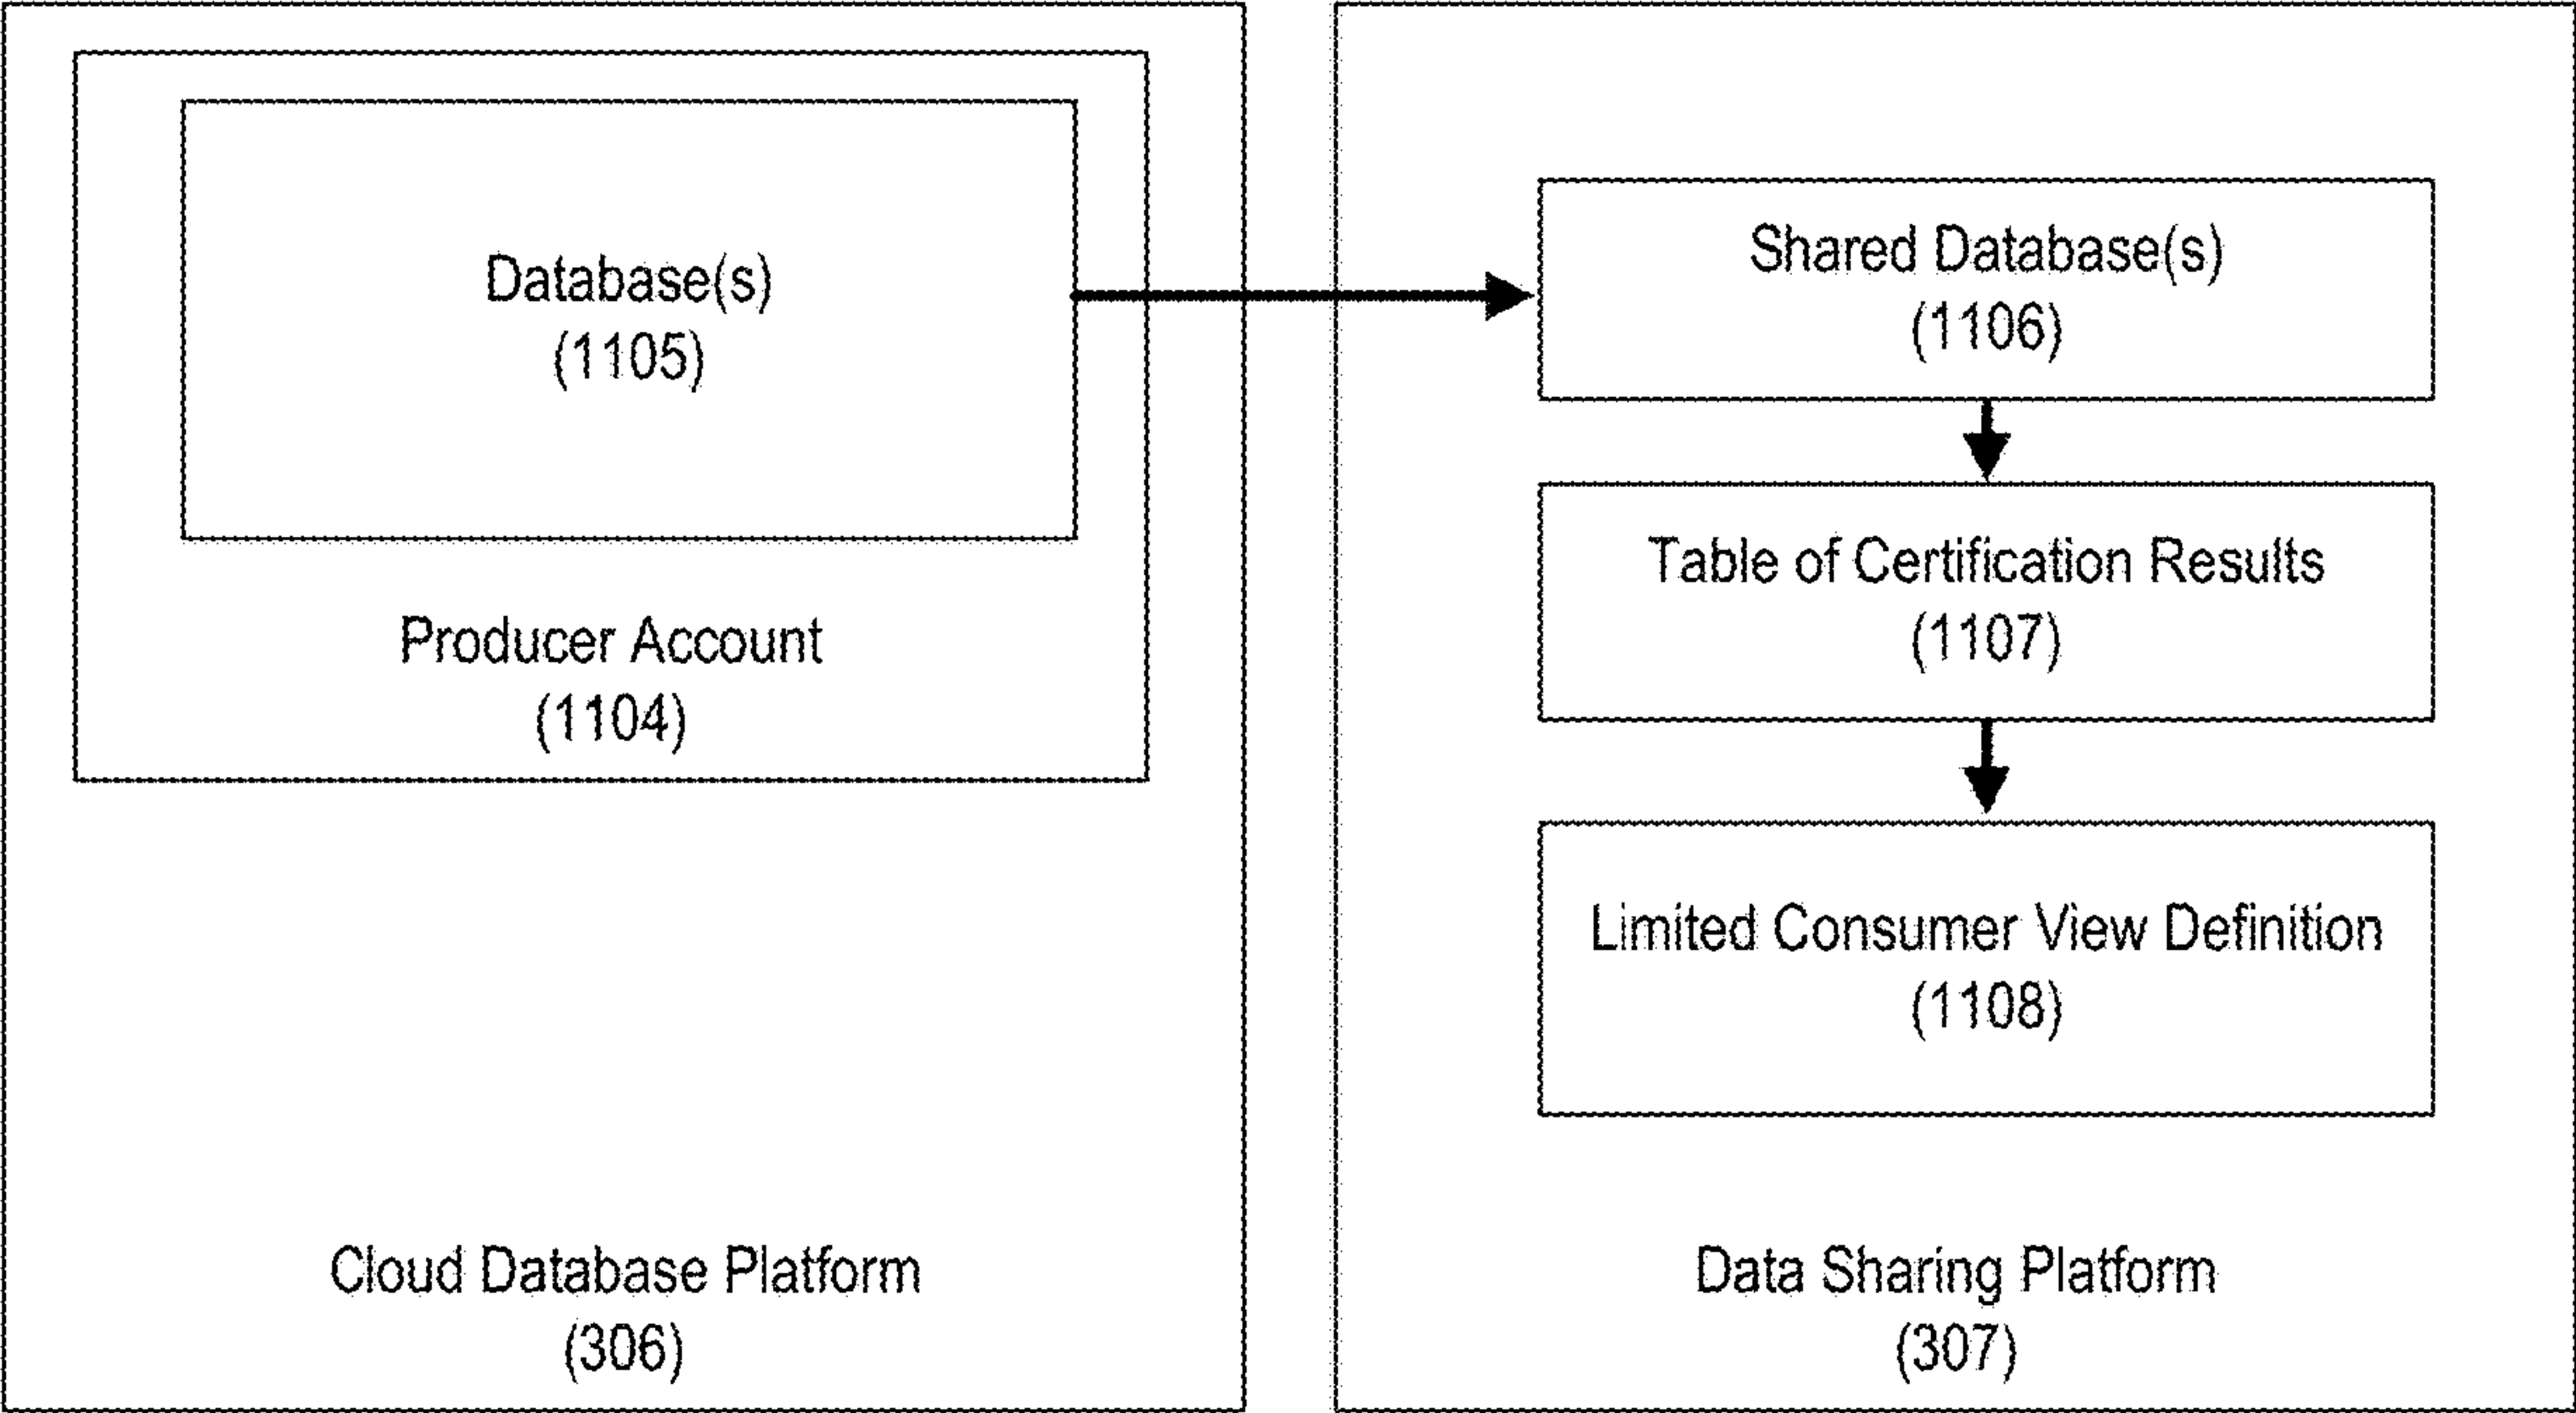 Database(s)
(1105)
Producer Account
(1104)
Cloud Database Platform
(306)
Shared Database(s)
(1106)
Table of Certification Results
(1107)
Limited Consumer View Definition
(1108)
Data Sharing Platform
(307)